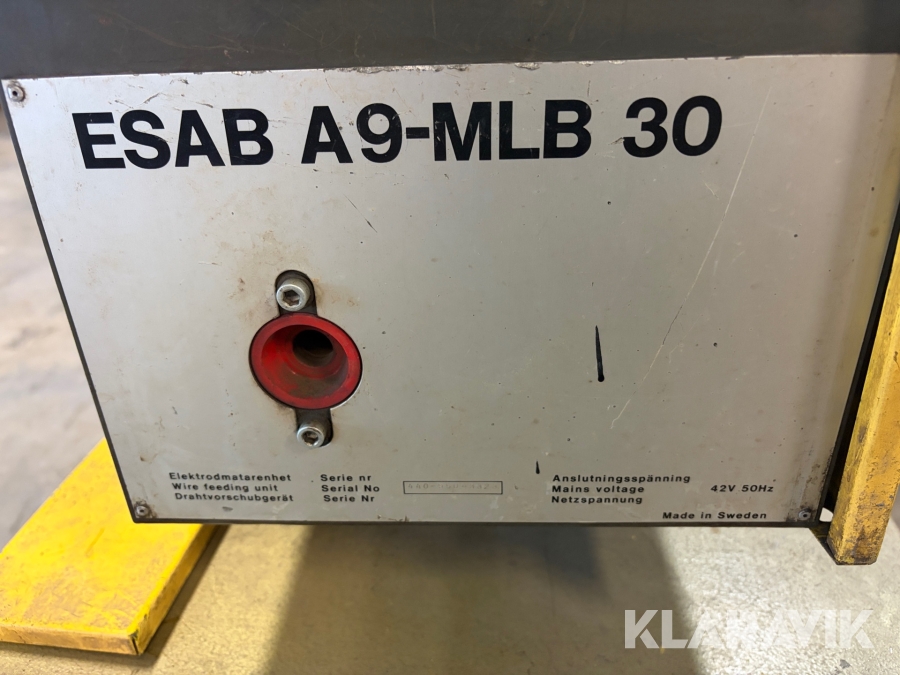 ESAB A9-MLB 30
Elektrodmatarenhet Serie nr
Wire feeding unit Serial No
Drahtvorschubgerät Serie Nr
Anslutningsspänning
Mains voltage 42V 50Hz
Netzspannung
Made in Sweden
KLARAVIK